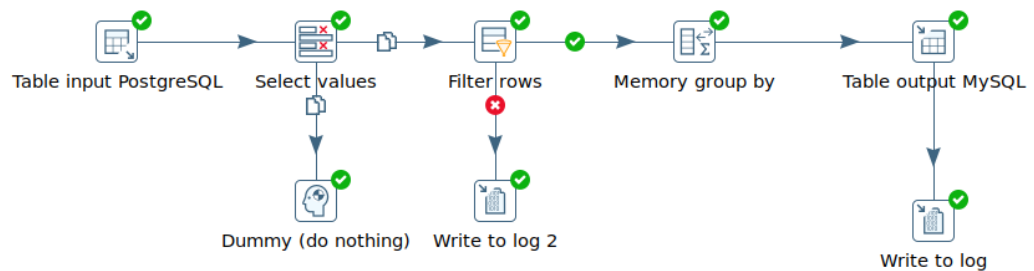 Table input PostgreSQL
Select values
Filter rows
Memory group by
Table output MySQL
Dummy (do nothing)
Write to log 2
Write to log